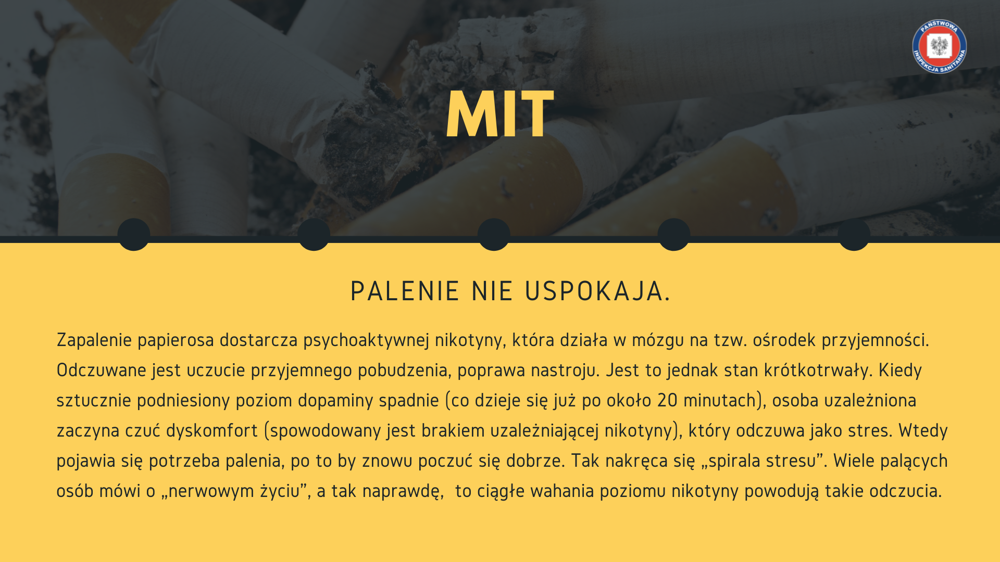 PAŃSTWOWA
INSPEKCJA SANITARNA
MIT
PALENIE NIE USPOKAJA.
Zapalenie papierosa dostarcza psychoaktywnej nikotyny, która działa w mózgu na tzw. ośrodek przyjemności.
Odczuwane jest uczucie przyjemnego pobudzenia, poprawa nastroju. Jest to jednak stan krótkotrwały. Kiedy
sztucznie podniesiony poziom dopaminy spadnie (co dzieje się już po około 20 minutach), osoba uzależniona
zaczyna czuć dyskomfort (spowodowany jest brakiem uzależniającej nikotyny), który odczuwa jako stres. Wtedy
pojawia się potrzeba palenia, po to by znowu poczuć się dobrze. Tak nakręca się „spirala stresu”. Wiele palących
osób mówi o „nerwowym życiu”, a tak naprawdę,  to ciągłe wahania poziomu nikotyny powodują takie odczucia.